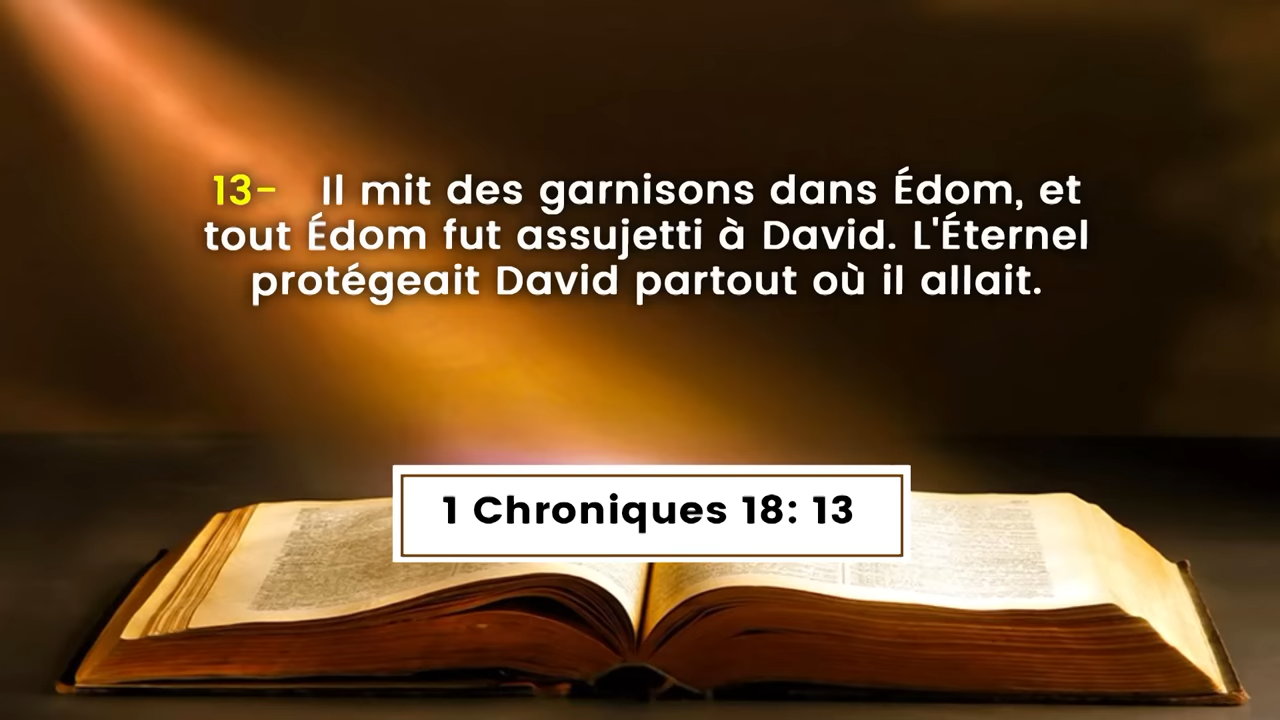 13- Il mit des garnisons dans Édom, et
tout Édom fut assujetti à David. L'Éternel
protégeait David partout où il allait.
1 Chroniques 18: 13